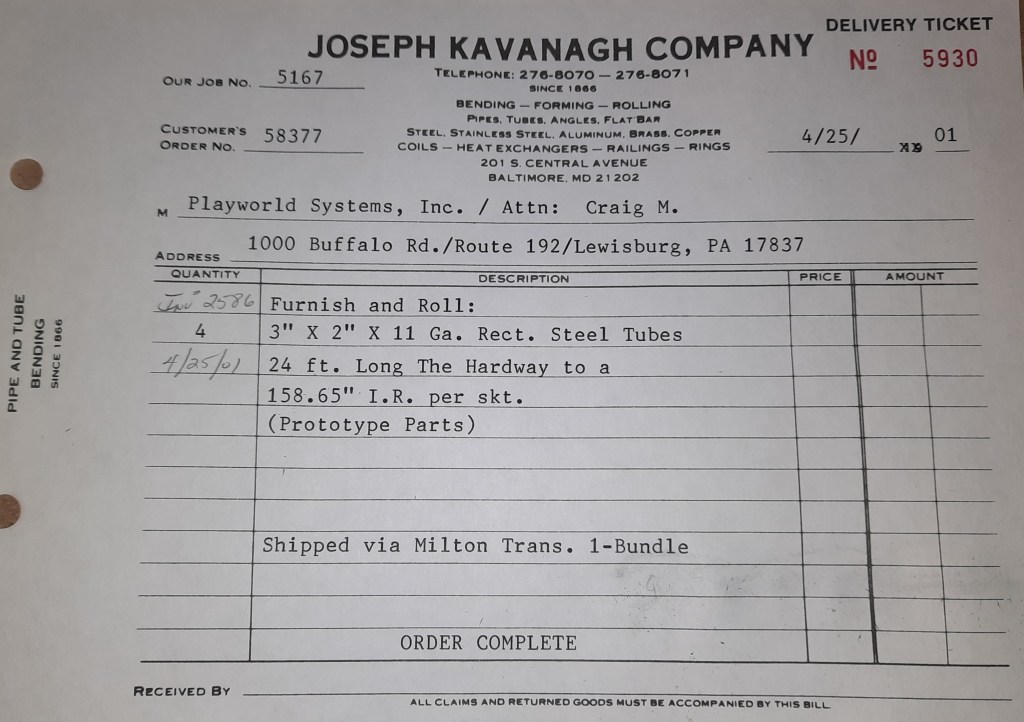 DELIVERY TICKET
JOSEPH KAVANAGH COMPANY
No 5930
OUR JOB NO. 5167
TELEPHONE: 276-8070 — 276-8071
SINCE 1866
BENDING — FORMING — ROLLING
PIPES, TUBES, ANGLES, FLAT BAR
CUSTOMER'S ORDER NO. 58377
STEEL, STAINLESS STEEL, ALUMINUM, BRASS, COPPER
COILS — HEAT EXCHANGERS — RAILINGS — RINGS
4/25/ 01
201 S. CENTRAL AVENUE
BALTIMORE, MD 21202
M Playworld Systems, Inc. / Attn: Craig M.
ADDRESS 1000 Buffalo Rd./Route 192/Lewisburg, PA 17837
QUANTITY DESCRIPTION PRICE AMOUNT
Inv # 2586 Furnish and Roll:
4 3" X 2" X 11 Ga. Rect. Steel Tubes
4/25/01 24 ft. Long The Hardway to a
158.65" I.R. per skt.
(Prototype Parts)
Shipped via Milton Trans. 1-Bundle
ORDER COMPLETE
RECEIVED BY
ALL CLAIMS AND RETURNED GOODS MUST BE ACCOMPANIED BY THIS BILL
PIPE AND TUBE
BENDING
SINCE 1866